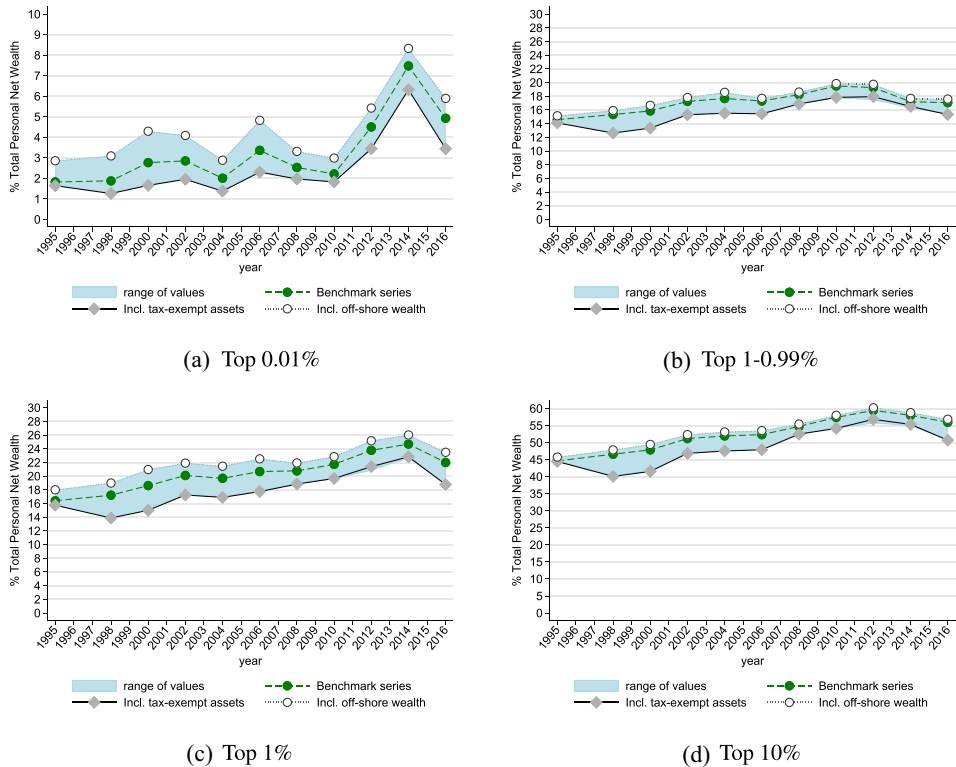 % Total Personal Net Wealth
10
9
8
7
6
5
4
3
2
1
0
1995 1996 1997 1998 1999 2000 2001 2002 2003 2004 2005 2006 2007 2008 2009 2010 2011 2012 2013 2014 2015 2016
year
range of values Benchmark series
Incl. tax-exempt assets Incl. off-shore wealth
(a) Top 0.01%
% Total Personal Net Wealth
30
28
26
24
22
20
18
16
14
12
10
8
6
4
2
0
1995 1996 1997 1998 1999 2000 2001 2002 2003 2004 2005 2006 2007 2008 2009 2010 2011 2012 2013 2014 2015 2016
year
range of values Benchmark series
Incl. tax-exempt assets Incl. off-shore wealth
(b) Top 1-0.99%
% Total Personal Net Wealth
30
28
26
24
22
20
18
16
14
12
10
8
6
4
2
0
1995 1996 1997 1998 1999 2000 2001 2002 2003 2004 2005 2006 2007 2008 2009 2010 2011 2012 2013 2014 2015 2016
year
range of values Benchmark series
Incl. tax-exempt assets Incl. off-shore wealth
(c) Top 1%
% Total Personal Net Wealth
60
55
50
45
40
35
30
25
20
15
10
5
0
1995 1996 1997 1998 1999 2000 2001 2002 2003 2004 2005 2006 2007 2008 2009 2010 2011 2012 2013 2014 2015 2016
year
range of values Benchmark series
Incl. tax-exempt assets Incl. off-shore wealth
(d) Top 10%